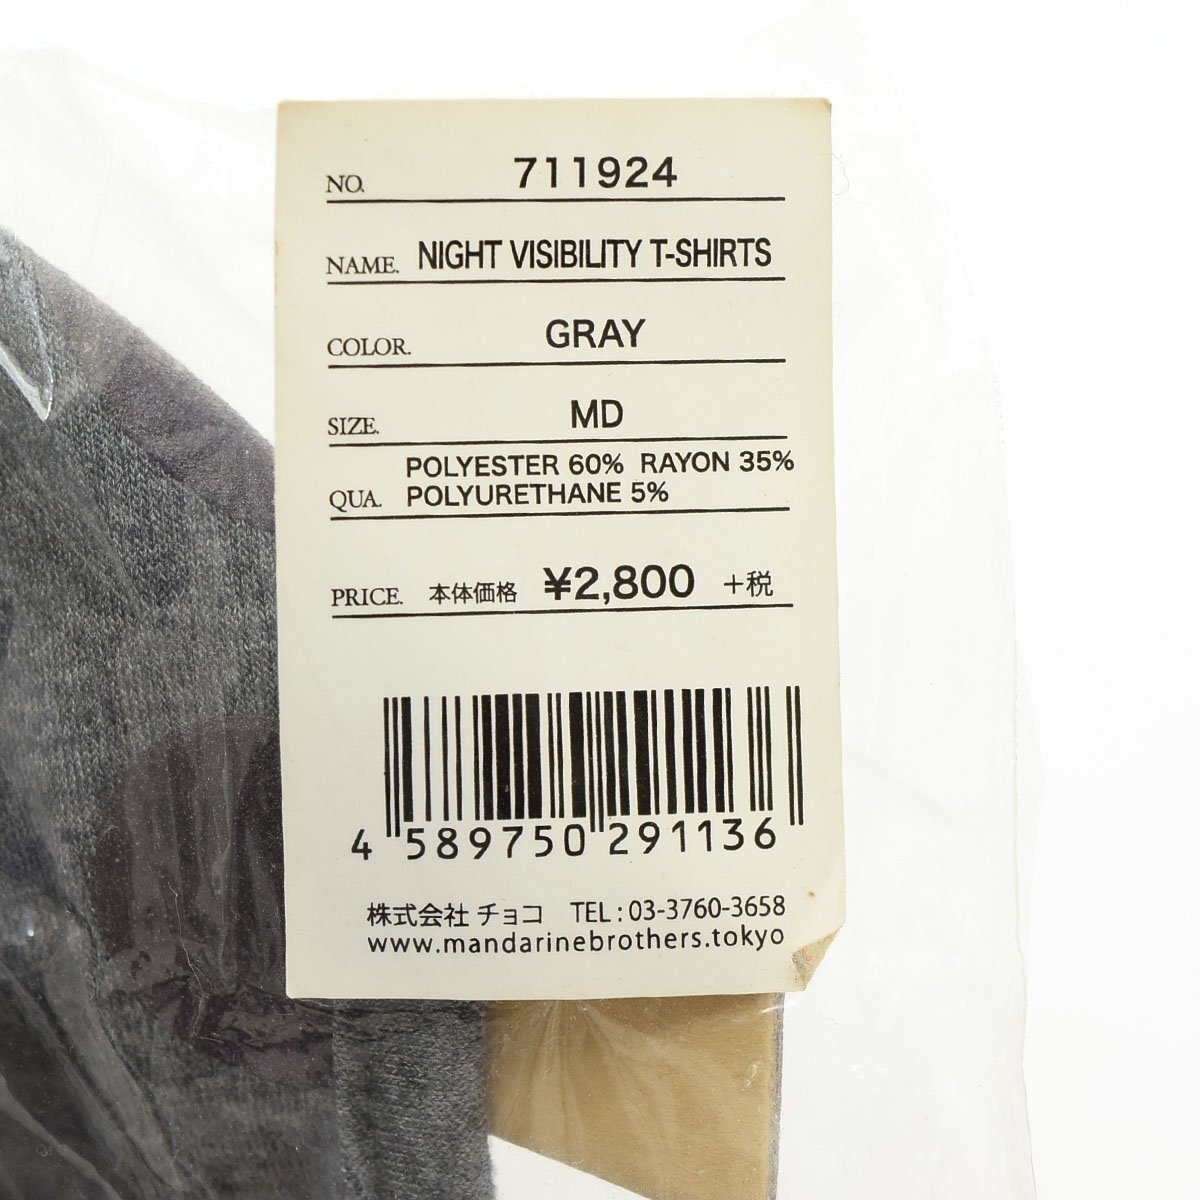 NO. 711924
NAME. NIGHT VISIBILITY T-SHIRTS
COLOR. GRAY
SIZE. MD
POLYESTER 60% RAYON 35%
QUA. POLYURETHANE 5%
PRICE. 本体価格 ¥2,800 +税
4 589750 291136
株式会社 チョコ TEL:03-3760-3658
www.mandarinebrothers.tokyo